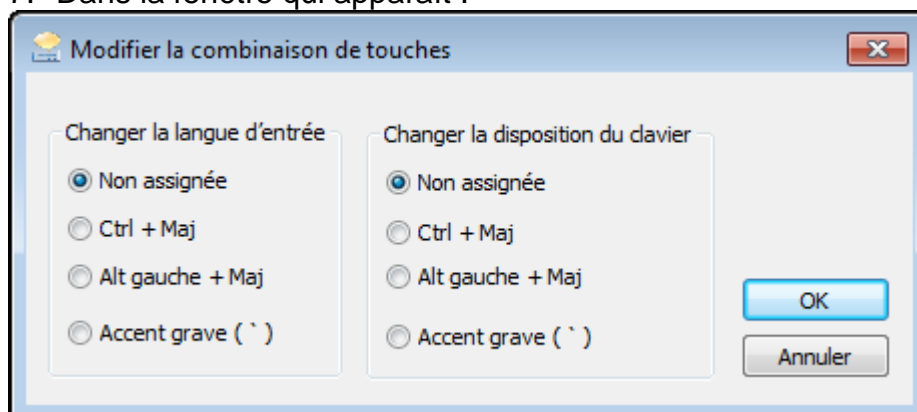 7. Dans la fenêtre qui apparaît :
Modifier la combinaison de touches
Changer la langue d'entrée
Non assignée
Ctrl + Maj
Alt gauche + Maj
Accent grave ( ` )
Changer la disposition du clavier
Non assignée
Ctrl + Maj
Alt gauche + Maj
Accent grave ( ` )
OK
Annuler